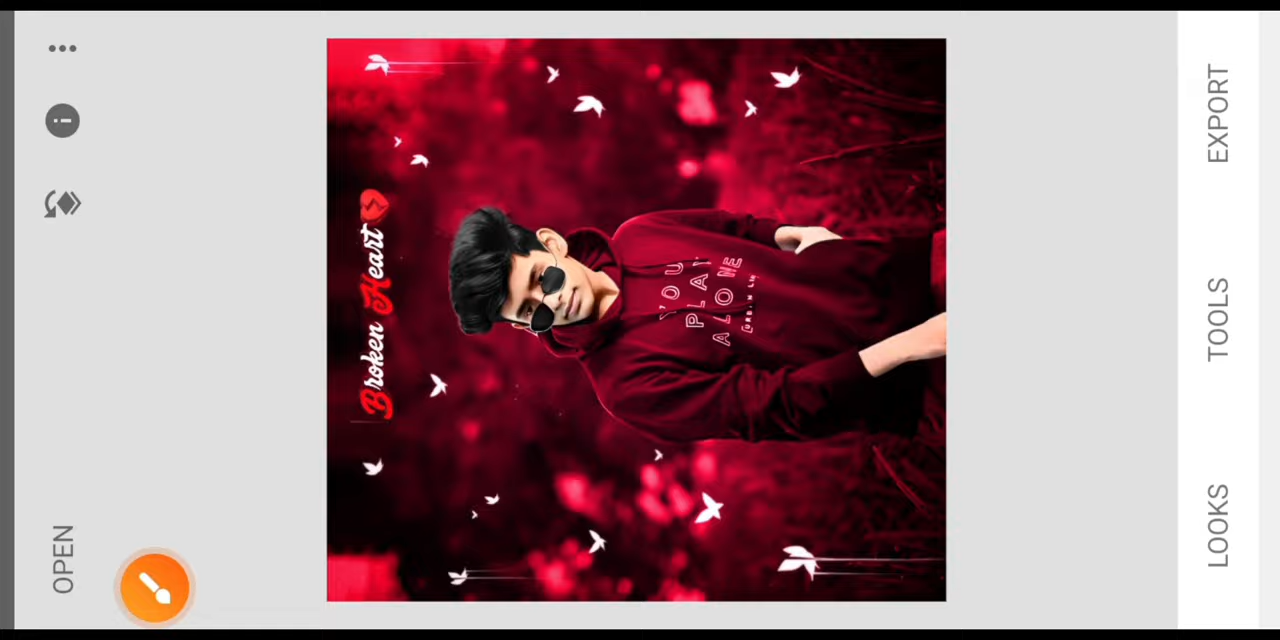 OPEN
Broken Heart
YOU
PLAY
ALONE
LOOKS
TOOLS
EXPORT